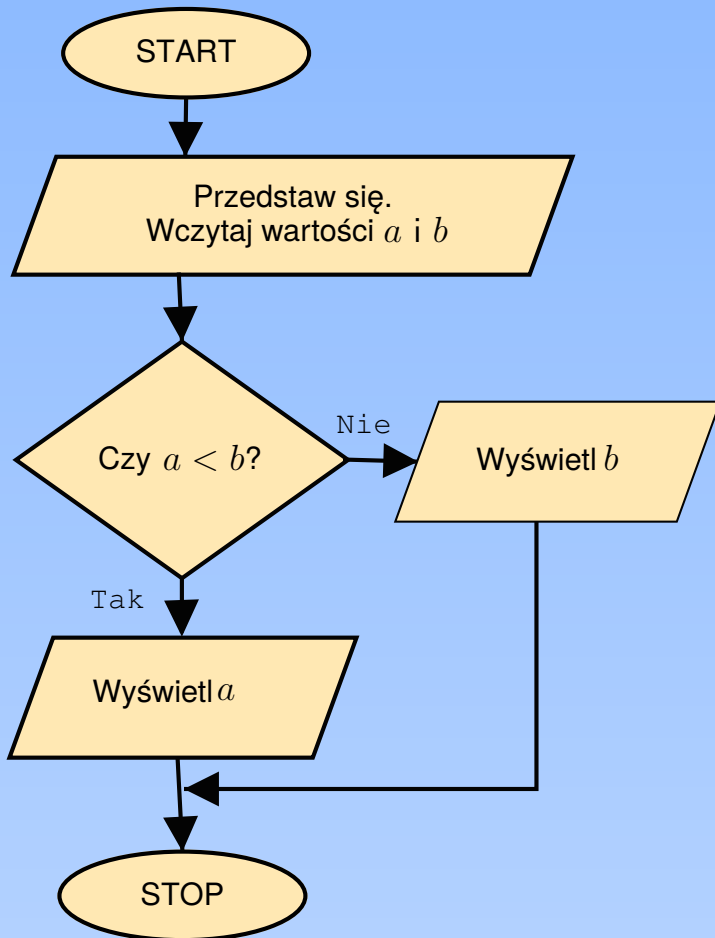 START
Przedstaw się.
Wczytaj wartości a i b
Czy a < b?
Nie
Wyświetl b
Tak
Wyświetl a
STOP